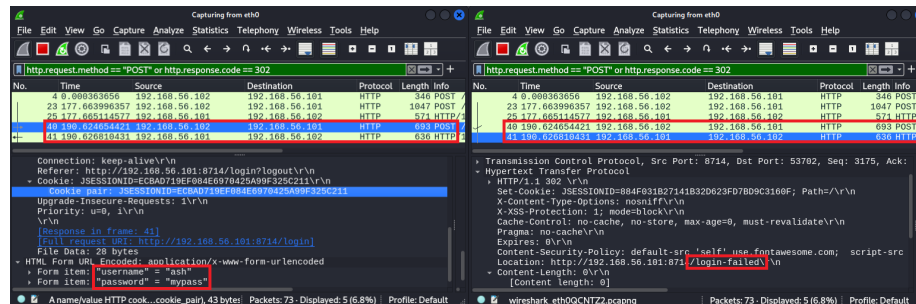 Capturing from eth0
File Edit View Go Capture Analyze Statistics Telephony Wireless Tools Help
http.request.method == "POST" or http.response.code == 302
No. Time Source Destination Protocol Length Info
4 0.000363656 192.168.56.102 192.168.56.101 HTTP 346 POST /
23 177.663996357 192.168.56.102 192.168.56.101 HTTP 1047 POST /
25 177.665114577 192.168.56.101 192.168.56.102 HTTP 571 HTTP/1
40 190.624654421 192.168.56.102 192.168.56.101 HTTP 693 POST /
41 190.626810431 192.168.56.101 192.168.56.102 HTTP 636 HTTP/1
Connection: keep-alive\r\n
Referer: http://192.168.56.101:8714/login?logout\r\n
Cookie: JSESSIONID=ECBAD719EF084E6970425A99F325C211\r\n
Cookie pair: JSESSIONID=ECBAD719EF084E6970425A99F325C211
Upgrade-Insecure-Requests: 1\r\n
Priority: u=0, i\r\n
\r\n
[Response in frame: 41]
[Full request URI: http://192.168.56.101:8714/login]
File Data: 28 bytes
HTML Form URL Encoded: application/x-www-form-urlencoded
Form item: "username" = "ash"
Form item: "password" = "mypass"
A name/value HTTP cook...cookie_pair), 43 bytes Packets: 73 · Displayed: 5 (6.8%) Profile: Default
Capturing from eth0
File Edit View Go Capture Analyze Statistics Telephony Wireless Tools Help
http.request.method == "POST" or http.response.code == 302
No. Time Source Destination Protocol Length Info
4 0.000363656 192.168.56.102 192.168.56.101 HTTP 346 POST
23 177.663996357 192.168.56.102 192.168.56.101 HTTP 1047 POST
25 177.665114577 192.168.56.101 192.168.56.102 HTTP 571 HTTP
40 190.624654421 192.168.56.102 192.168.56.101 HTTP 693 POST
41 190.626810431 192.168.56.101 192.168.56.102 HTTP 636 HTTP
Transmission Control Protocol, Src Port: 8714, Dst Port: 53702, Seq: 3175, Ack:
Hypertext Transfer Protocol
HTTP/1.1 302 \r\n
Set-Cookie: JSESSIONID=884F031B27141B32D623FD7BD9C3160F; Path=/\r\n
X-Content-Type-Options: nosniff\r\n
X-XSS-Protection: 1; mode=block\r\n
Cache-Control: no-cache, no-store, max-age=0, must-revalidate\r\n
Pragma: no-cache\r\n
Expires: 0\r\n
Content-Security-Policy: default-src 'self' use.fontawesome.com; script-src
Location: http://192.168.56.101:8714/login-failed\r\n
Content-Length: 0\r\n
[Content length: 0]
wireshark_eth0QCNTZ2.pcapng Packets: 73 · Displayed: 5 (6.8%) Profile: Default